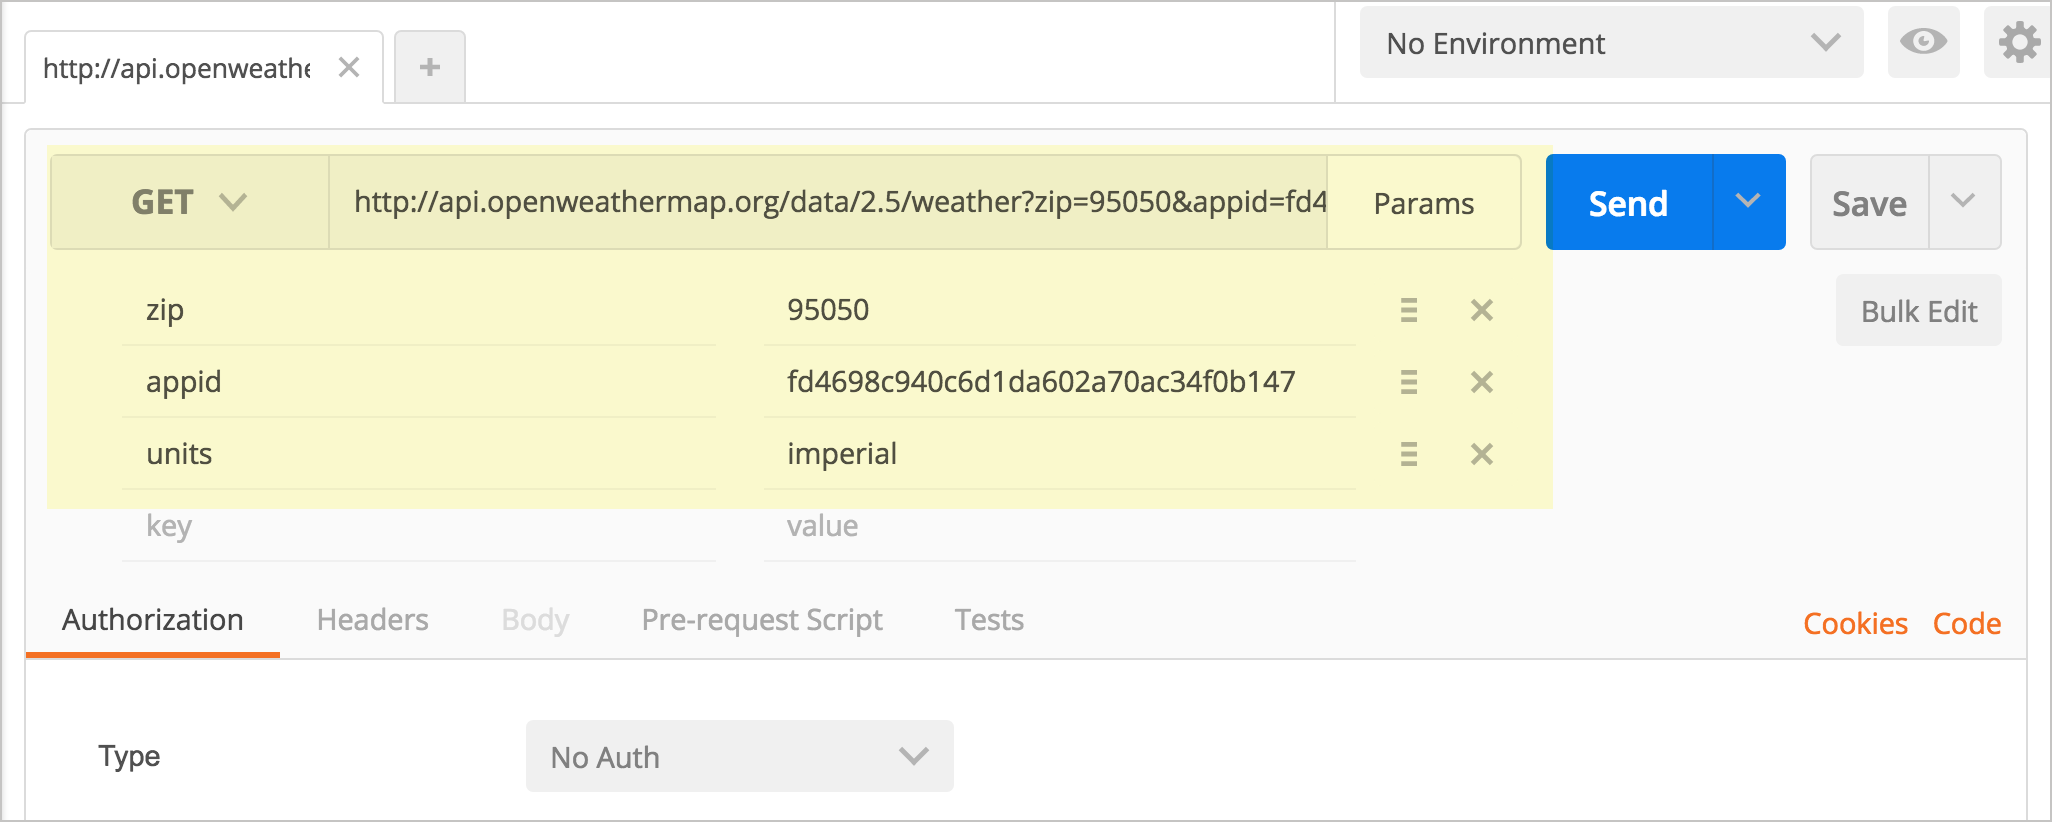 http://api.openweathe
No Environment
GET http://api.openweathermap.org/data/2.5/weather?zip=95050&appid=fd4 Params Send Save
zip 95050 Bulk Edit
appid fd4698c940c6d1da602a70ac34f0b147
units imperial
key value
Authorization Headers Body Pre-request Script Tests Cookies Code
Type No Auth